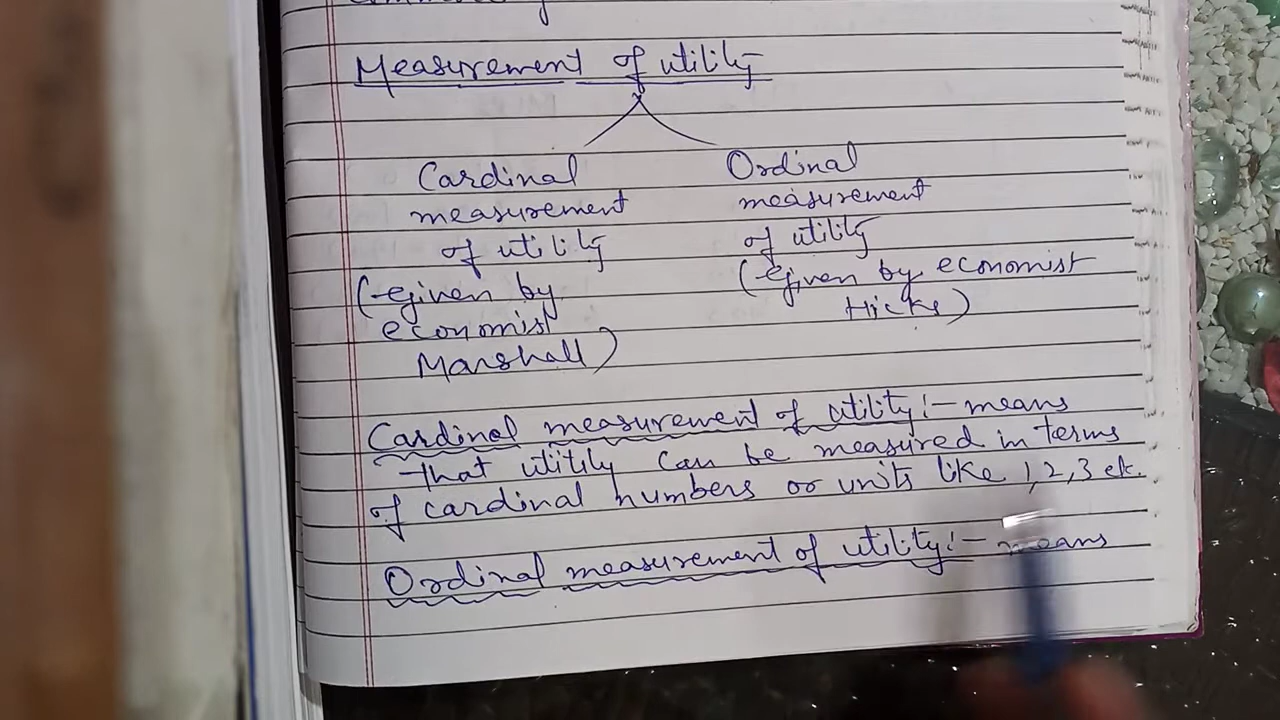 Measurement of utility
Cardinal
measurement
of utility
(Given by
economist
Marshall)
Ordinal
measurement
of utility
(Given by economist
Hicks)
Cardinal measurement of utility:- means
that utility can be measured in terms
of cardinal numbers or units like 1,2,3 etc.
Ordinal measurement of utility:- means